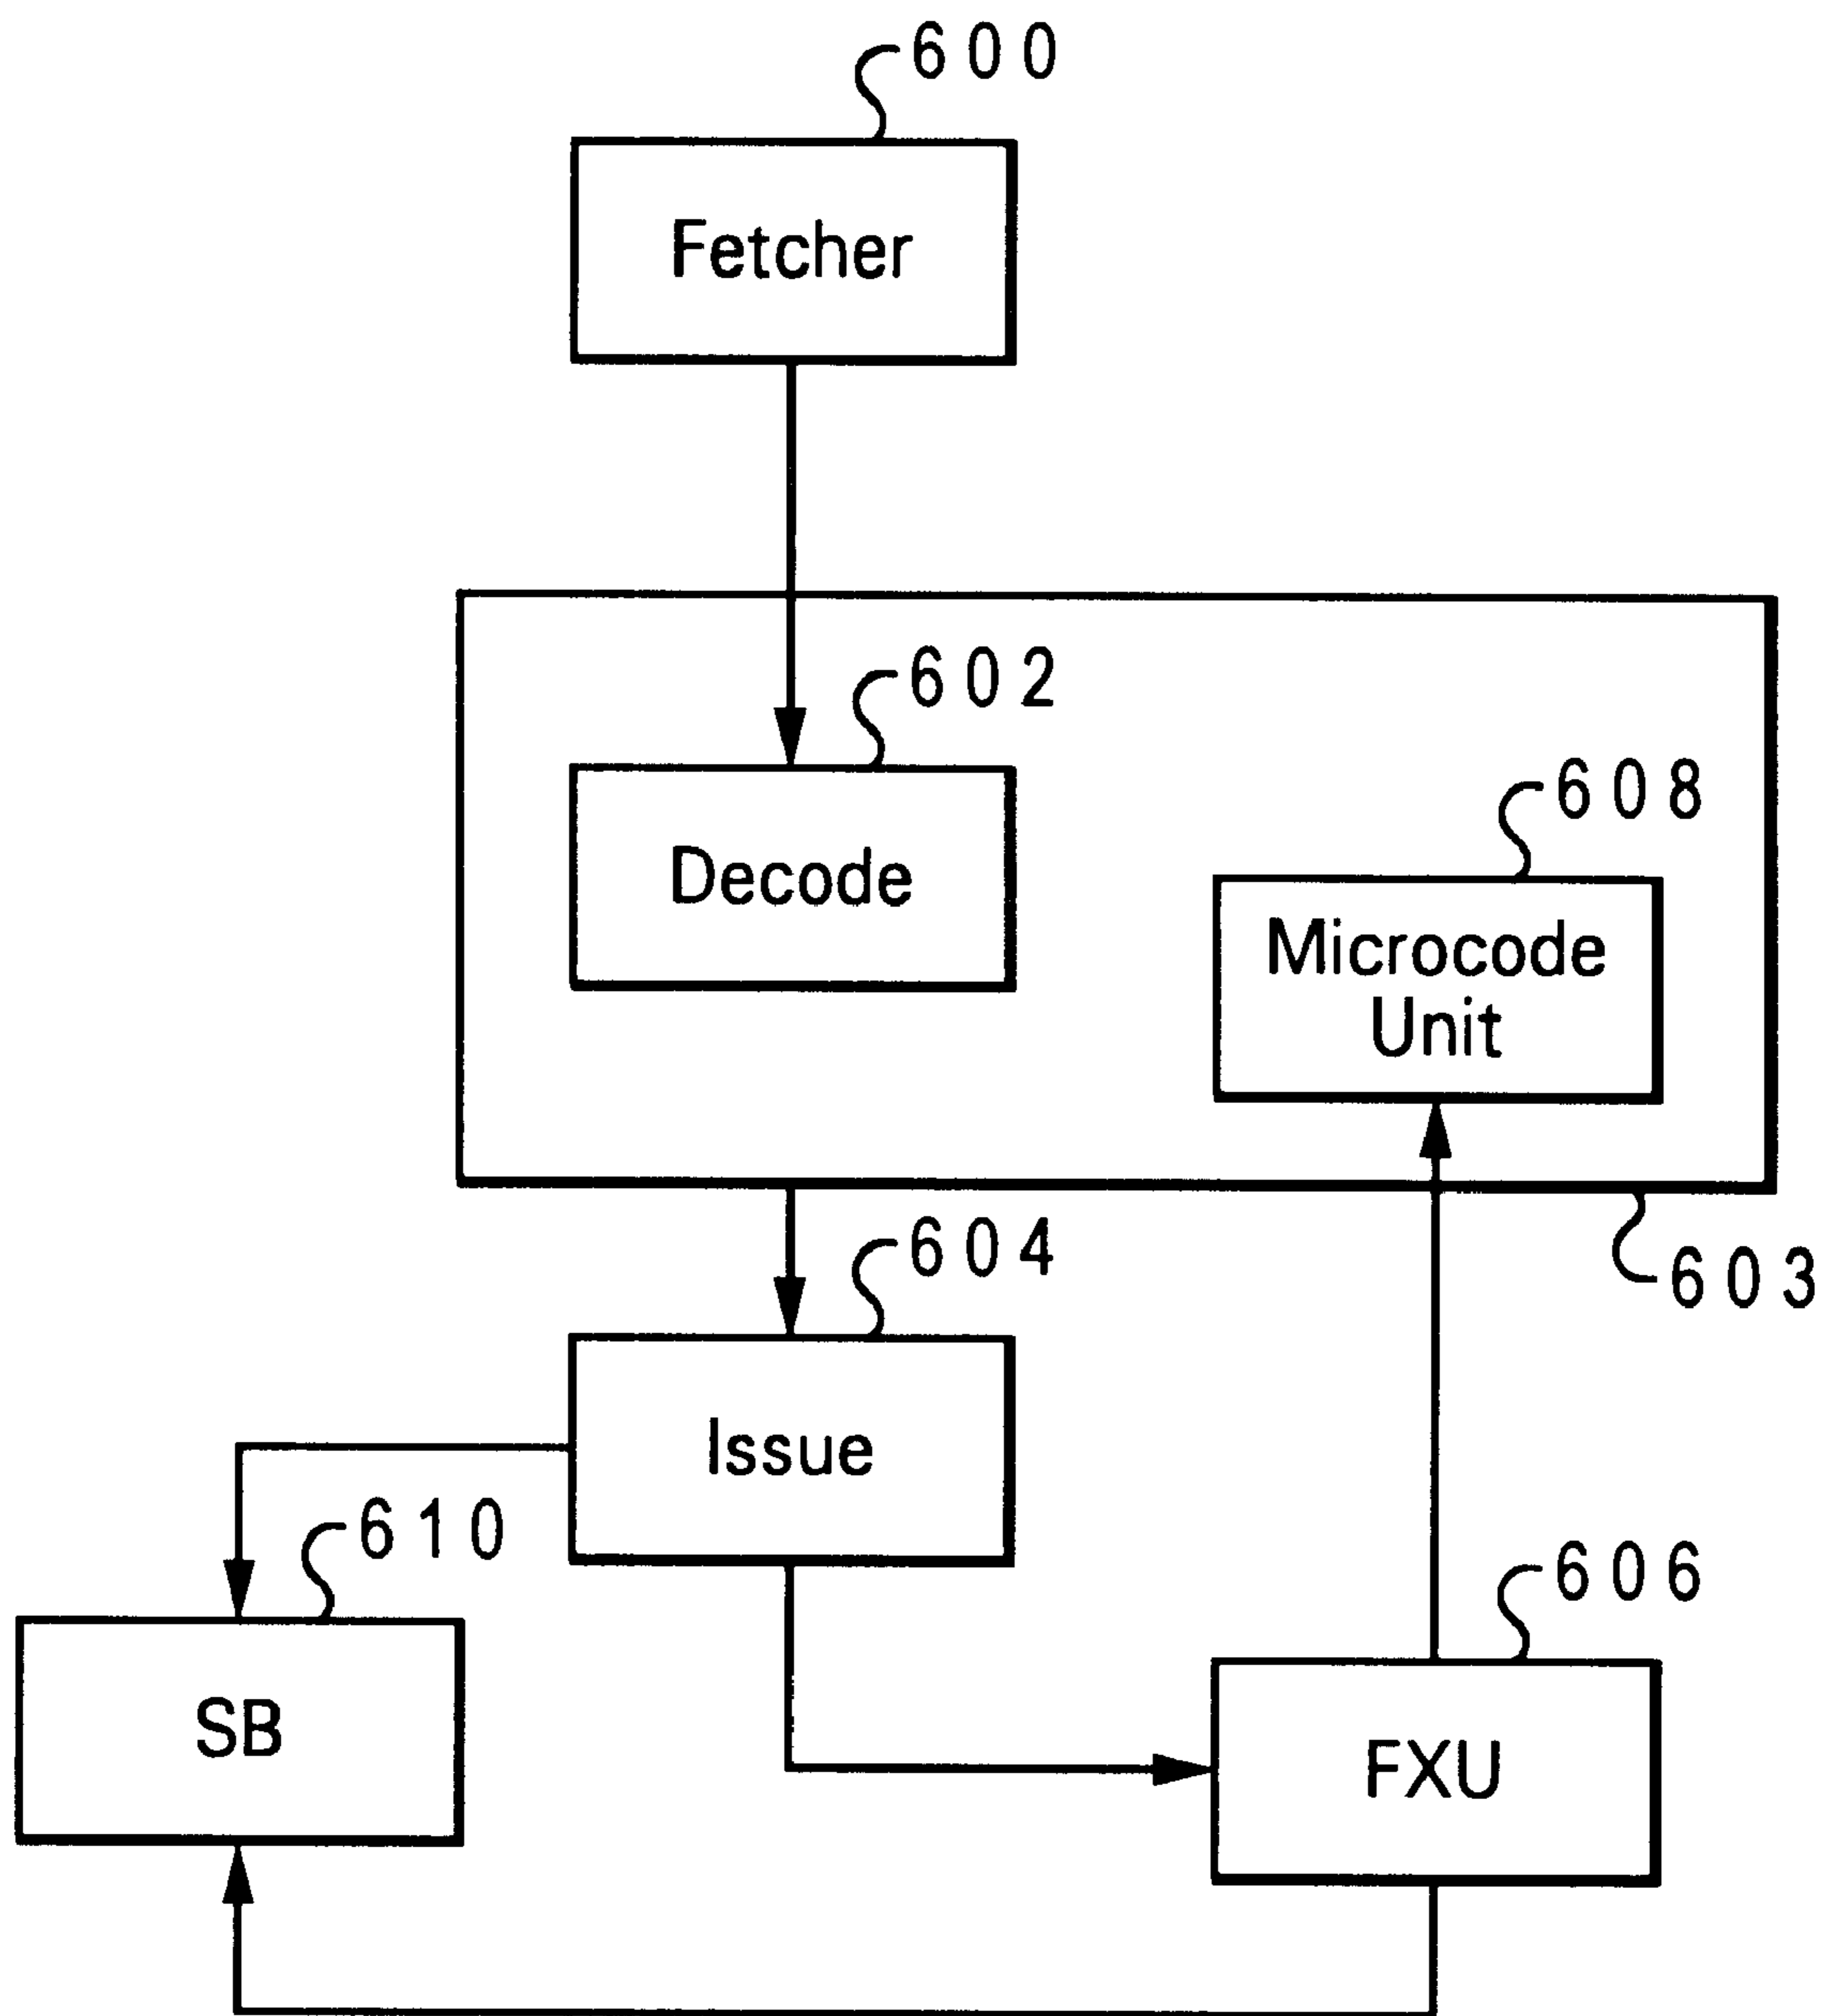 600
Fetcher
602
Decode
608
Microcode
Unit
603
604
Issue
610
SB
606
FXU